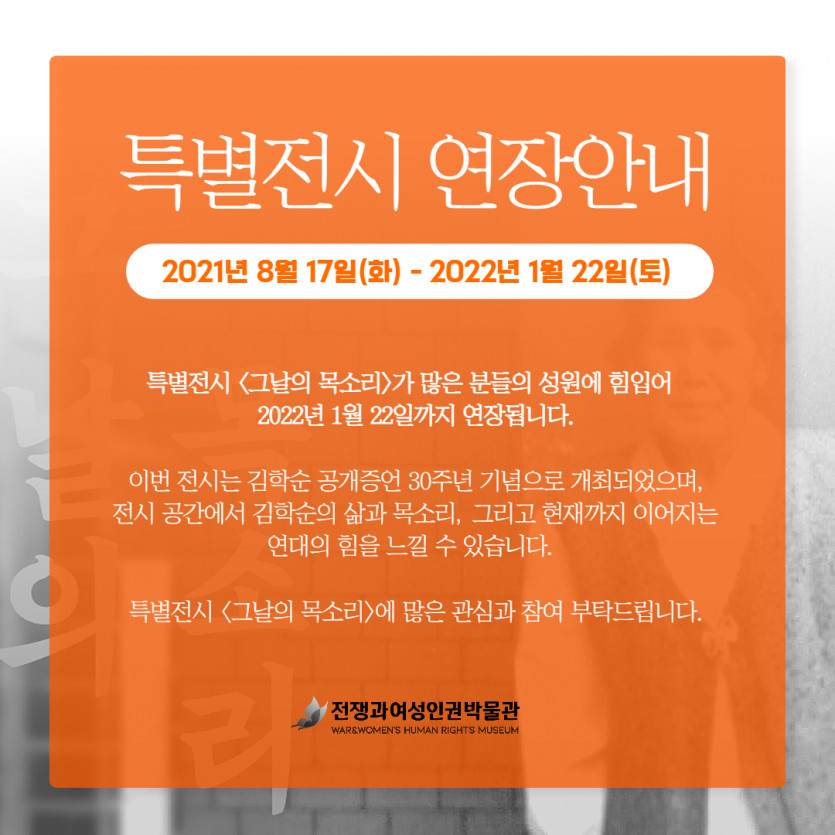 특별전시 연장안내
2021년 8월 17일(화) - 2022년 1월 22일(토)
특별전시 <그날의 목소리>가 많은 분들의 성원에 힘입어
2022년 1월 22일까지 연장됩니다.
이번 전시는 김학순 공개증언 30주년 기념으로 개최되었으며,
전시 공간에서 김학순의 삶과 목소리, 그리고 현재까지 이어지는
연대의 힘을 느낄 수 있습니다.
특별전시 <그날의 목소리>에 많은 관심과 참여 부탁드립니다.
전쟁과여성인권박물관
WAR&WOMEN'S HUMAN RIGHTS MUSEUM
그날의
목소리